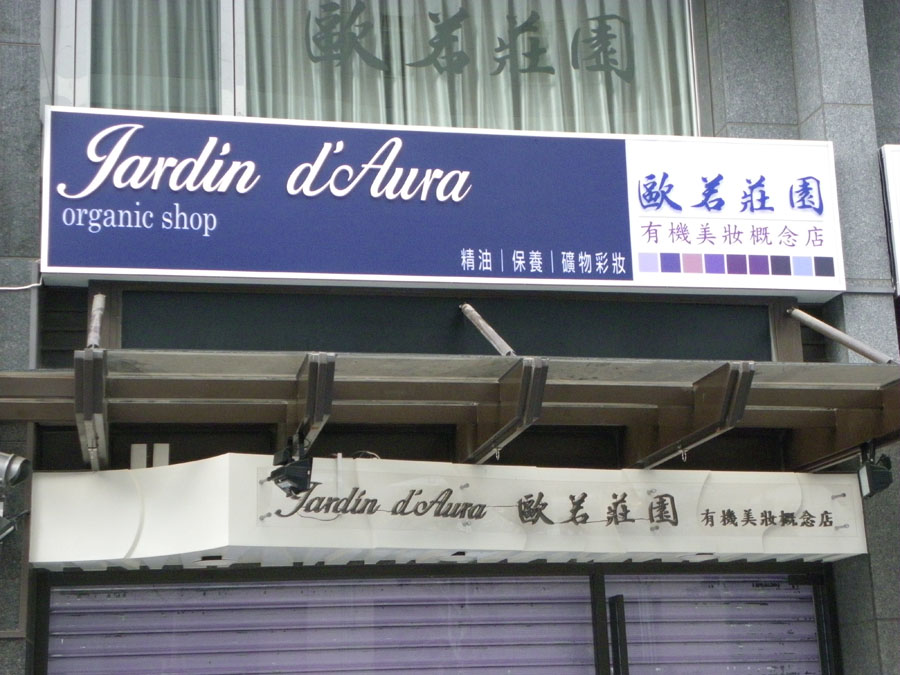 歐若莊園
Jardin d'Aura
organic shop
精油｜保養｜礦物彩妝
歐若莊園
有機美妝概念店
Jardin d'Aura 歐若莊園 有機美妝概念店